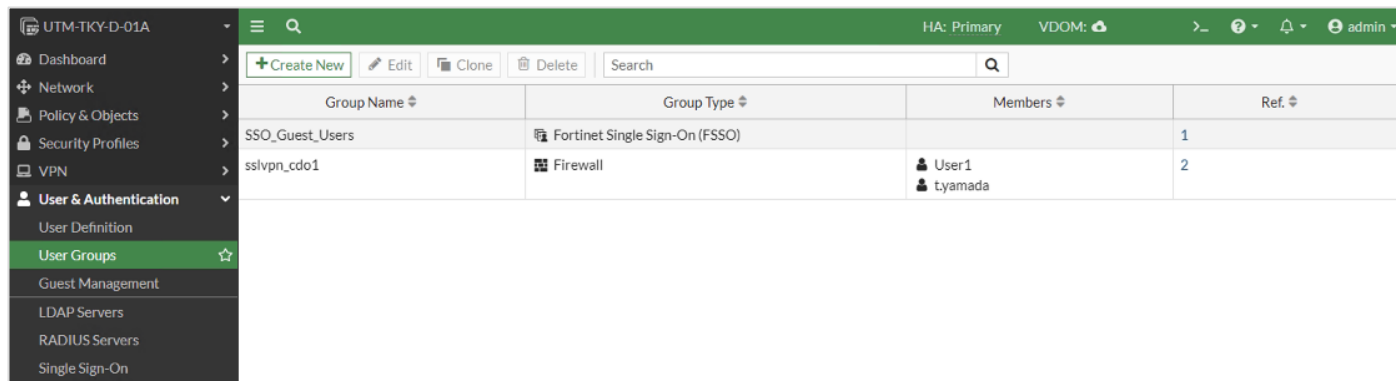 UTM-TKY-D-01A
HA: Primary
VDOM:
admin
Dashboard
Network
Policy & Objects
Security Profiles
VPN
User & Authentication
User Definition
User Groups
Guest Management
LDAP Servers
RADIUS Servers
Single Sign-On
+Create New Edit Clone Delete Search
Group Name Group Type Members Ref.
SSO_Guest_Users Fortinet Single Sign-On (FSSO) 1
sslvpn_cdo1 Firewall User1 2
t.yamada